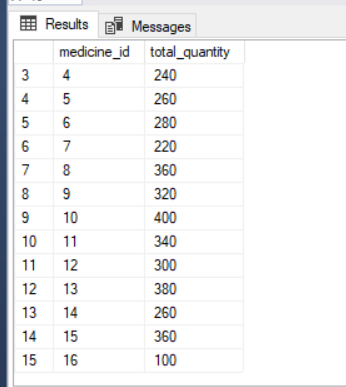 Results Messages
medicine_id total_quantity
3 4 240
4 5 260
5 6 280
6 7 220
7 8 360
8 9 320
9 10 400
10 11 340
11 12 300
12 13 380
13 14 260
14 15 360
15 16 100